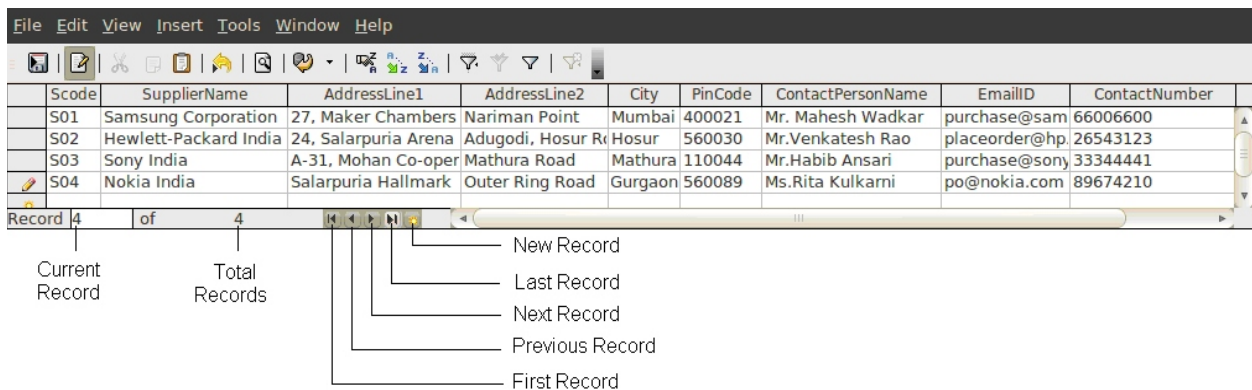 File Edit View Insert Tools Window Help
Scode SupplierName AddressLine1 AddressLine2 City PinCode ContactPersonName EmailID ContactNumber
S01 Samsung Corporation 27, Maker Chambers Nariman Point Mumbai 400021 Mr. Mahesh Wadkar purchase@sam 66006600
S02 Hewlett-Packard India 24, Salarpuria Arena Adugodi, Hosur Ro Hosur 560030 Mr.Venkatesh Rao placeorder@hp. 26543123
S03 Sony India A-31, Mohan Co-oper Mathura Road Mathura 110044 Mr.Habib Ansari purchase@sony 33344441
S04 Nokia India Salarpuria Hallmark Outer Ring Road Gurgaon 560089 Ms.Rita Kulkarni po@nokia.com 89674210
Record 4 of 4
New Record
Current Record
Total Records
Last Record
Next Record
Previous Record
First Record